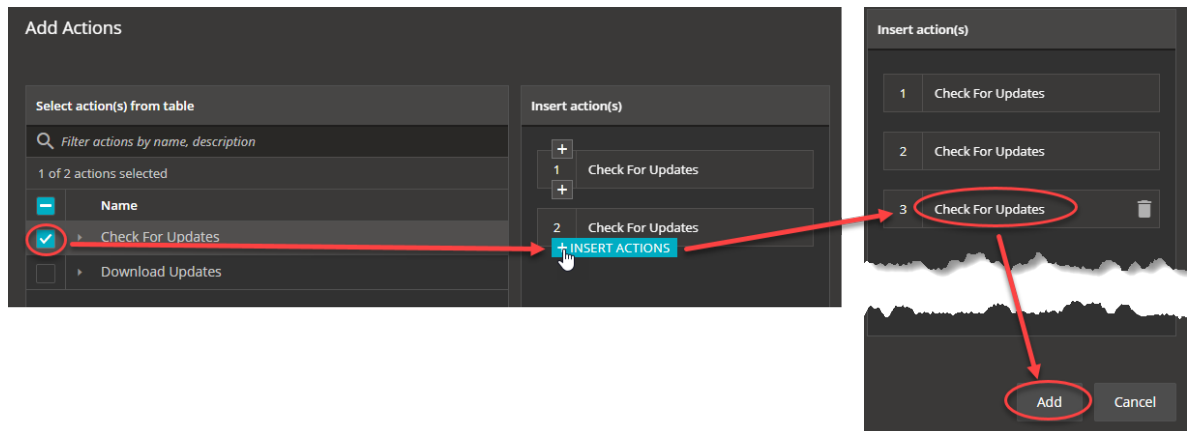 Add Actions
Select action(s) from table
Filter actions by name, description
1 of 2 actions selected
Name
Check For Updates
Download Updates
Insert action(s)
+
1 Check For Updates
+
2 Check For Updates
+ INSERT ACTIONS
Insert action(s)
1 Check For Updates
2 Check For Updates
3 Check For Updates
Add Cancel